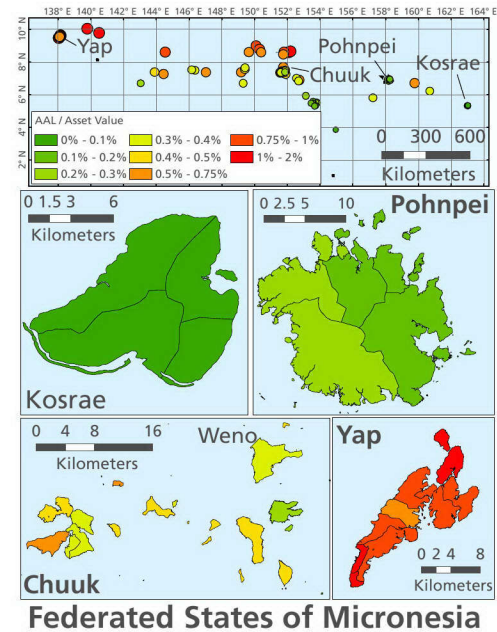 138° E 140° E 142° E 144° E 146° E 148° E 150° E 152° E 154° E 156° E 158° E 160° E 162° E 164° E
10° N
8° N
6° N
4° N
2° N
Yap
Pohnpei
Kosrae
Chuuk
AAL / Asset Value
0% - 0.1%
0.1% - 0.2%
0.2% - 0.3%
0.3% - 0.4%
0.4% - 0.5%
0.5% - 0.75%
0.75% - 1%
1% - 2%
0 300 600
Kilometers
0 1.5 3 6
Kilometers
Kosrae
0 2.5 5 10
Kilometers
Pohnpei
0 4 8 16
Kilometers
Weno
Chuuk
Yap
0 2 4 8
Kilometers
Federated States of Micronesia